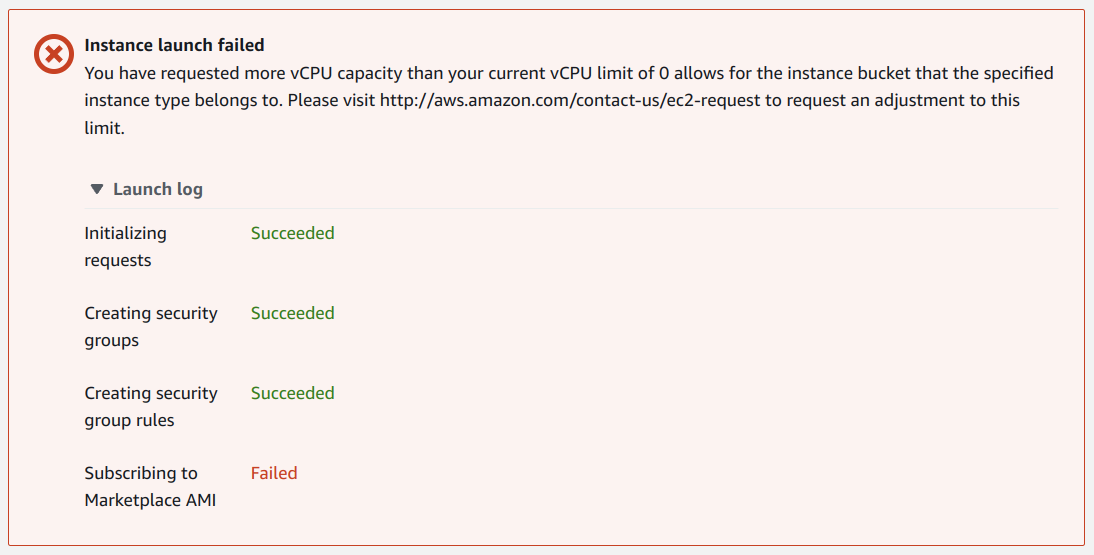 Instance launch failed
You have requested more vCPU capacity than your current vCPU limit of 0 allows for the instance bucket that the specified
instance type belongs to. Please visit http://aws.amazon.com/contact-us/ec2-request to request an adjustment to this
limit.
Launch log
Initializing
requests
Succeeded
Creating security
groups
Succeeded
Creating security
group rules
Succeeded
Subscribing to
Marketplace AMI
Failed